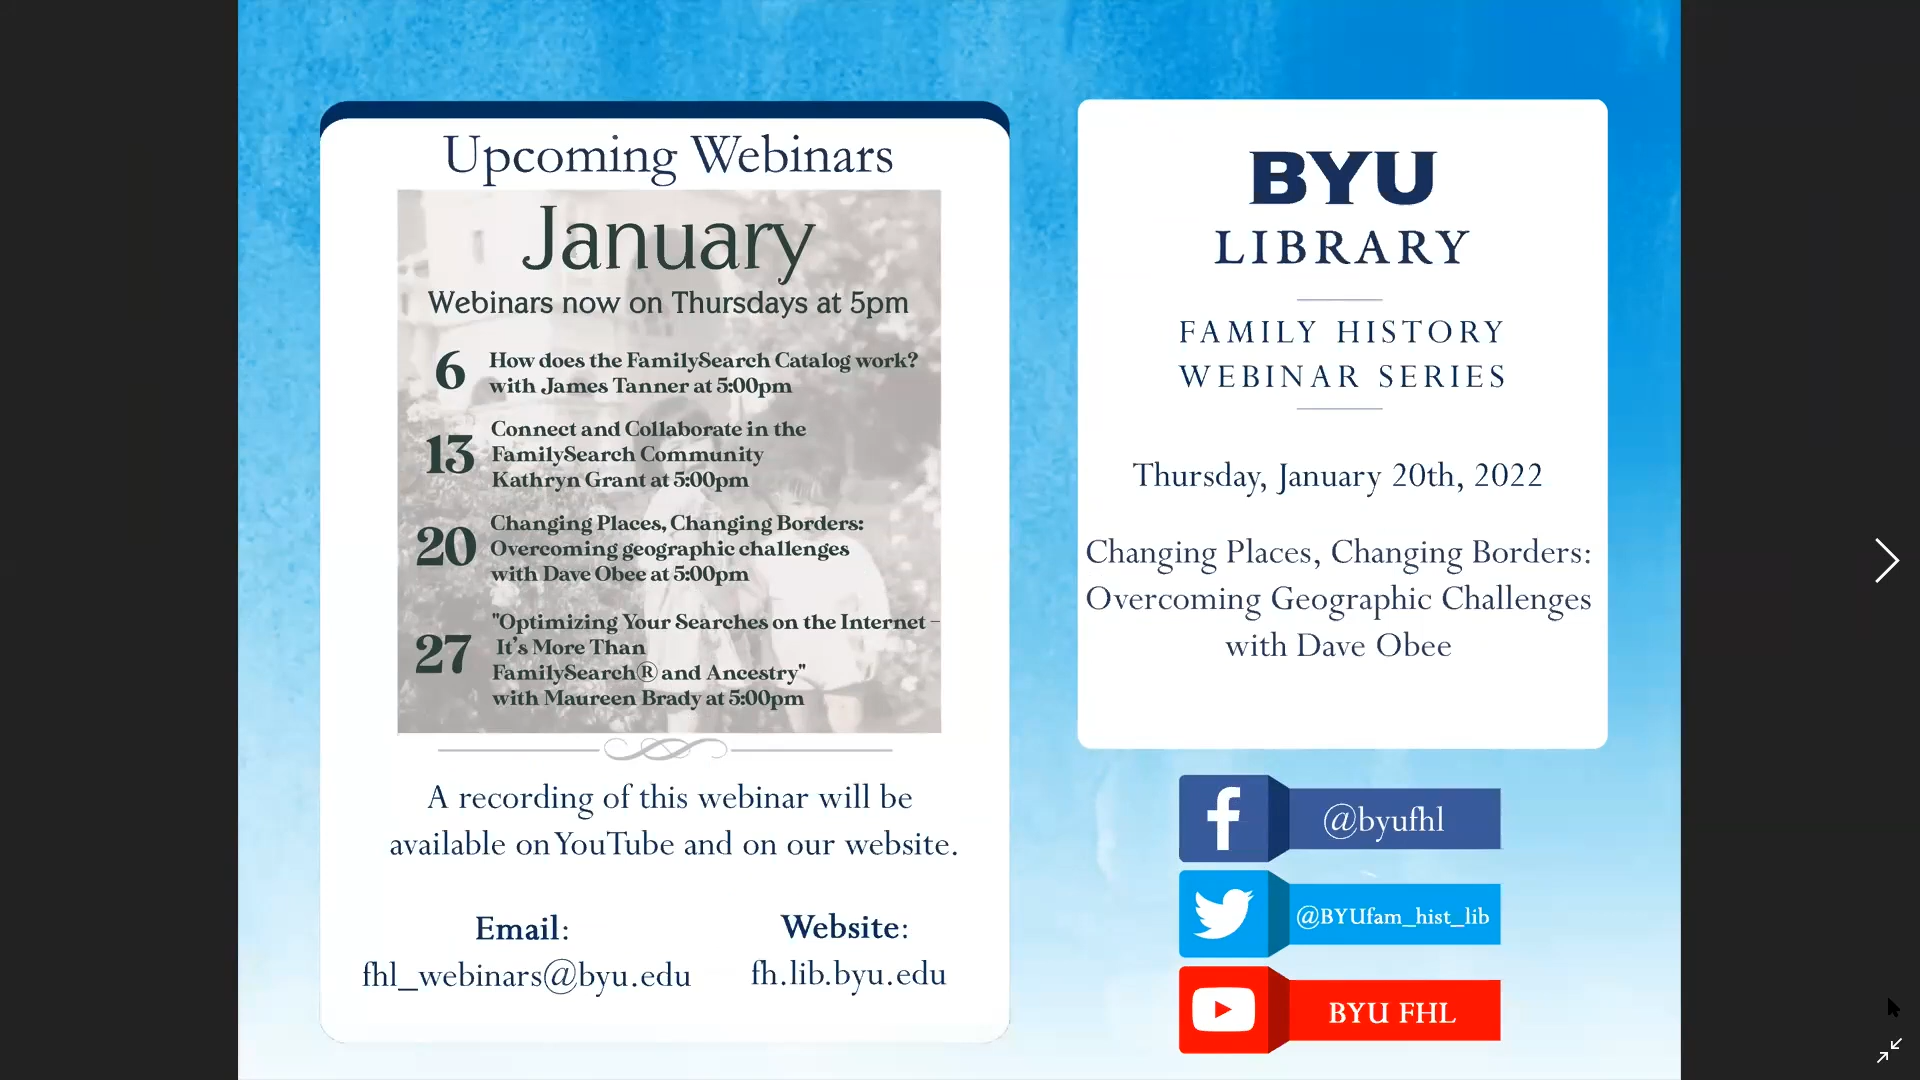 Upcoming Webinars
January
Webinars now on Thursdays at 5pm
6
How does the FamilySearch Catalog work?
with James Tanner at 5:00pm
13
Connect and Collaborate in the
FamilySearch Community
Kathryn Grant at 5:00pm
20
Changing Places, Changing Borders:
Overcoming geographic challenges
with Dave Obee at 5:00pm
27
"Optimizing Your Searches on the Internet –
It's More Than
FamilySearch® and Ancestry"
with Maureen Brady at 5:00pm
A recording of this webinar will be
available on YouTube and on our website.
Email:
fhl_webinars@byu.edu
Website:
fh.lib.byu.edu
BYU
LIBRARY
FAMILY HISTORY
WEBINAR SERIES
Thursday, January 20th, 2022
Changing Places, Changing Borders:
Overcoming Geographic Challenges
with Dave Obee
@byufhl
@BYUfam_hist_lib
BYU FHL